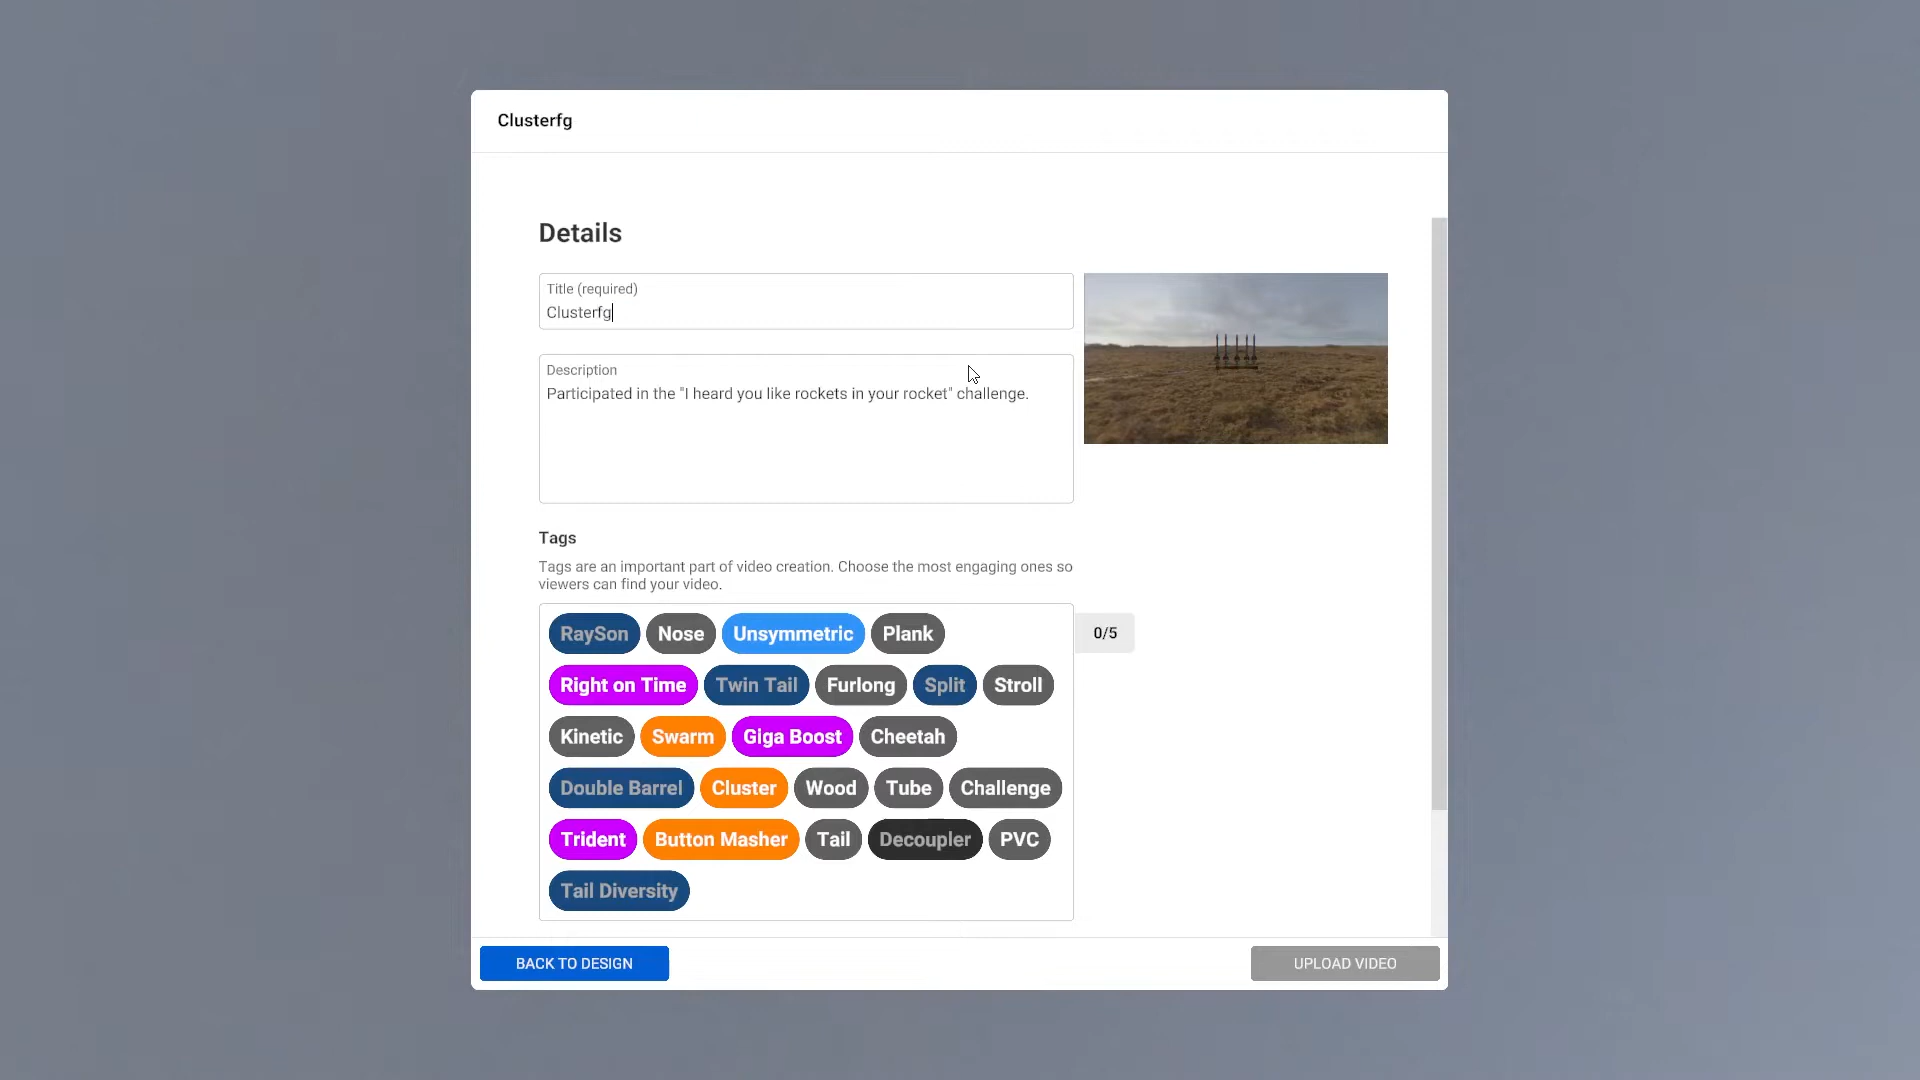 Clusterfg
Details
Title (required)
Clusterfg
Description
Participated in the "I heard you like rockets in your rocket" challenge.
Tags
Tags are an important part of video creation. Choose the most engaging ones so
viewers can find your video.
RaySon Nose Unsymmetric Plank
0/5
Right on Time Twin Tail Furlong Split Stroll
Kinetic Swarm Giga Boost Cheetah
Double Barrel Cluster Wood Tube Challenge
Trident Button Masher Tail Decoupler PVC
Tail Diversity
BACK TO DESIGN
UPLOAD VIDEO